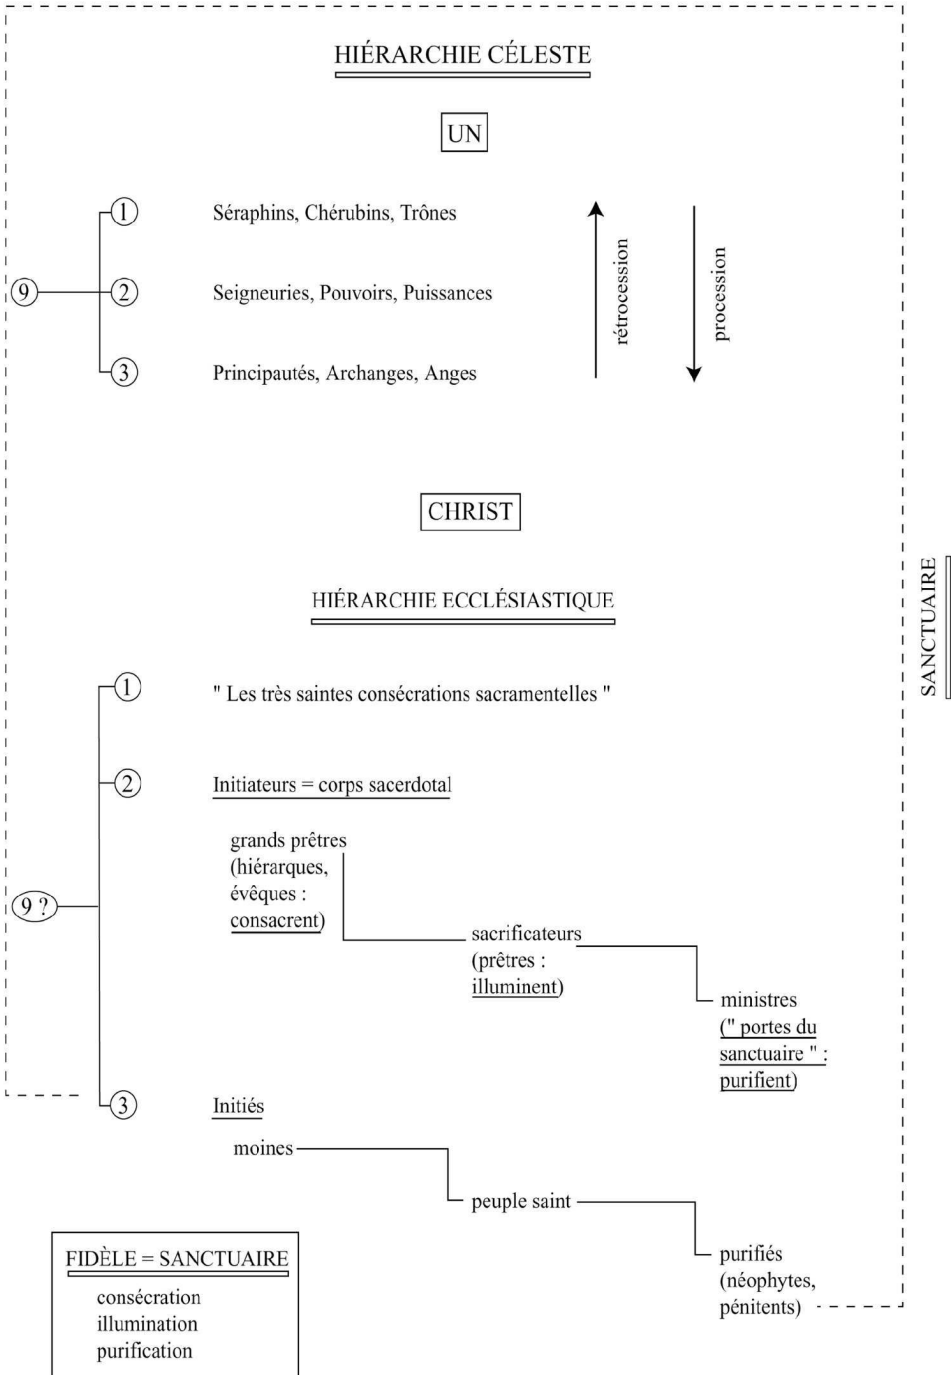 HIÉRARCHIE CÉLESTE
UN
1 Séraphins, Chérubins, Trônes
9 2 Seigneuries, Pouvoirs, Puissances
3 Principautés, Archanges, Anges
rétrocession
procession
CHRIST
SANCTUAIRE
HIÉRARCHIE ECCLÉSIASTIQUE
1 " Les très saintes consécrations sacramentelles "
2 Initiateurs = corps sacerdotal
grands prêtres
(hiérarques,
évêques :
consacrent)
9 ?
sacrificateurs
(prêtres :
illuminent)
ministres
(" portes du
sanctuaire " :
purifient)
3 Initiés
moines
peuple saint
purifiés
(néophytes,
pénitents)
FIDÈLE = SANCTUAIRE
consécration
illumination
purification